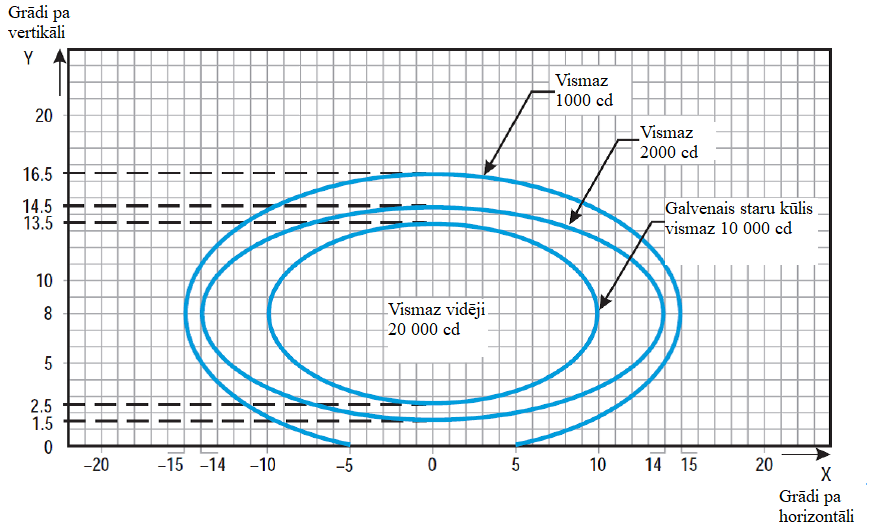 Grādi pa
vertikāli
Y
Vismaz
1000 cd
20
Vismaz
2000 cd
16.5
14.5
Galvenais staru kūlis
vismaz 10 000 cd
13.5
10
8
Vismaz vidēji
20 000 cd
5
2.5
1.5
0
−20 −15 −14 −10 −5 0 5 10 14 15 20
X
Grādi pa
horizontāli